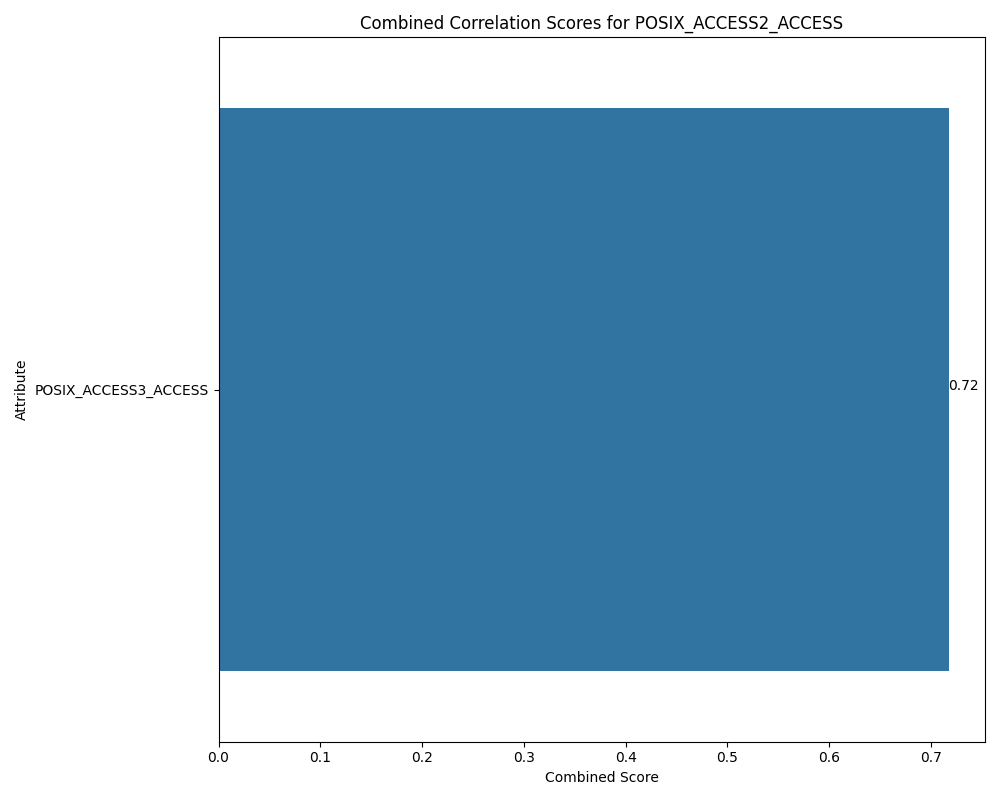 Combined Correlation Scores for POSIX_ACCESS2_ACCESS
Attribute
POSIX_ACCESS3_ACCESS
0.72
0.0 0.1 0.2 0.3 0.4 0.5 0.6 0.7
Combined Score